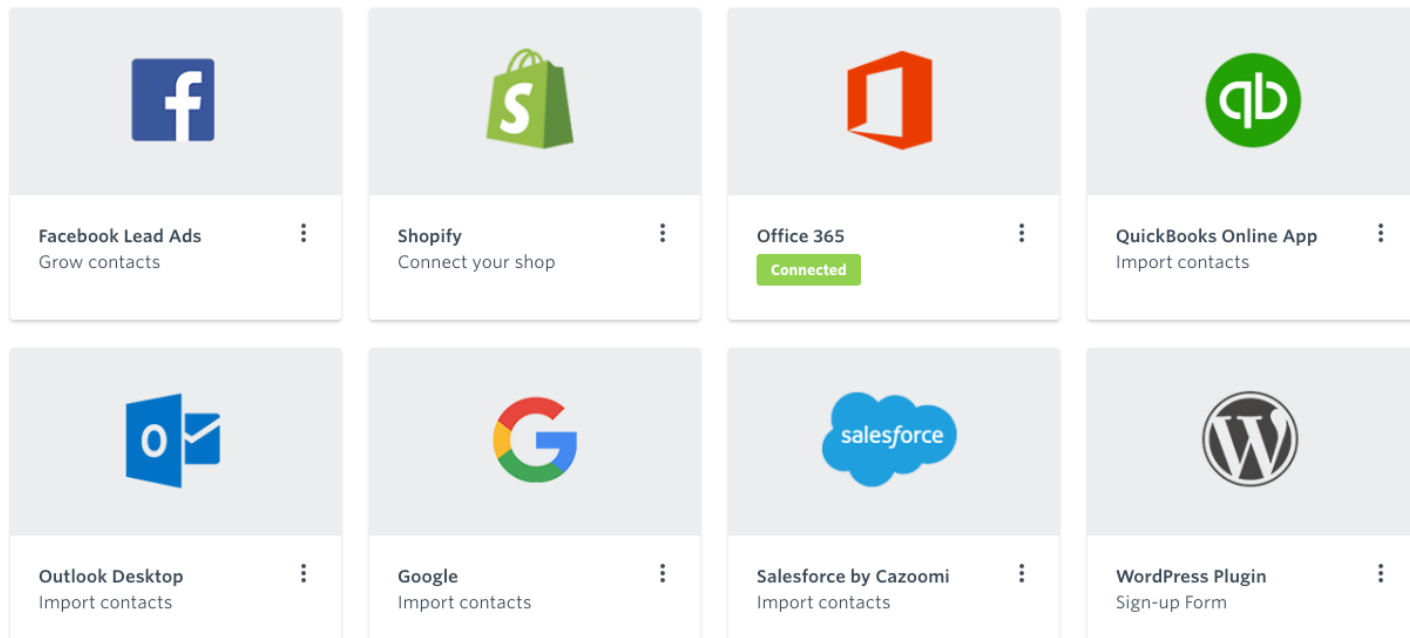 Facebook Lead Ads
Grow contacts
Shopify
Connect your shop
Office 365
Connected
QuickBooks Online App
Import contacts
Outlook Desktop
Import contacts
Google
Import contacts
salesforce
Salesforce by Cazoomi
Import contacts
WordPress Plugin
Sign-up Form